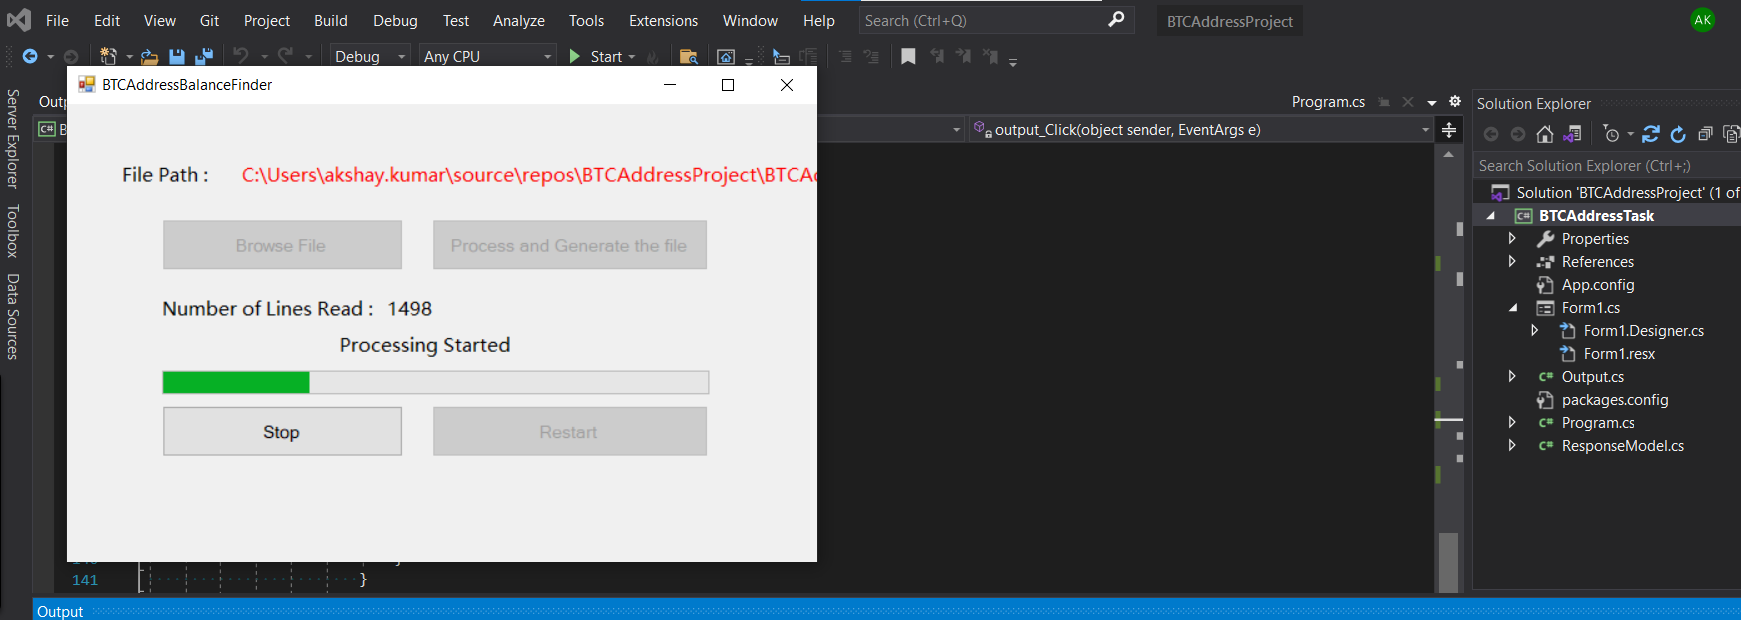 File Edit View Git Project Build Debug Test Analyze Tools Extensions Window Help Search (Ctrl+Q) BTCAddressProject AK
Debug Any CPU Start
BTCAddressBalanceFinder
Server Explorer
Toolbox
Data Sources
Program.cs
output_Click(object sender, EventArgs e)
File Path : C:\Users\akshay.kumar\source\repos\BTCAddressProject\
Browse File Process and Generate the file
Number of Lines Read : 1498
Processing Started
Stop Restart
141 }
Output
Solution Explorer
Search Solution Explorer (Ctrl+;)
Solution 'BTCAddressProject' (1 of
C# BTCAddressTask
Properties
References
App.config
Form1.cs
Form1.Designer.cs
Form1.resx
C# Output.cs
packages.config
C# Program.cs
C# ResponseModel.cs